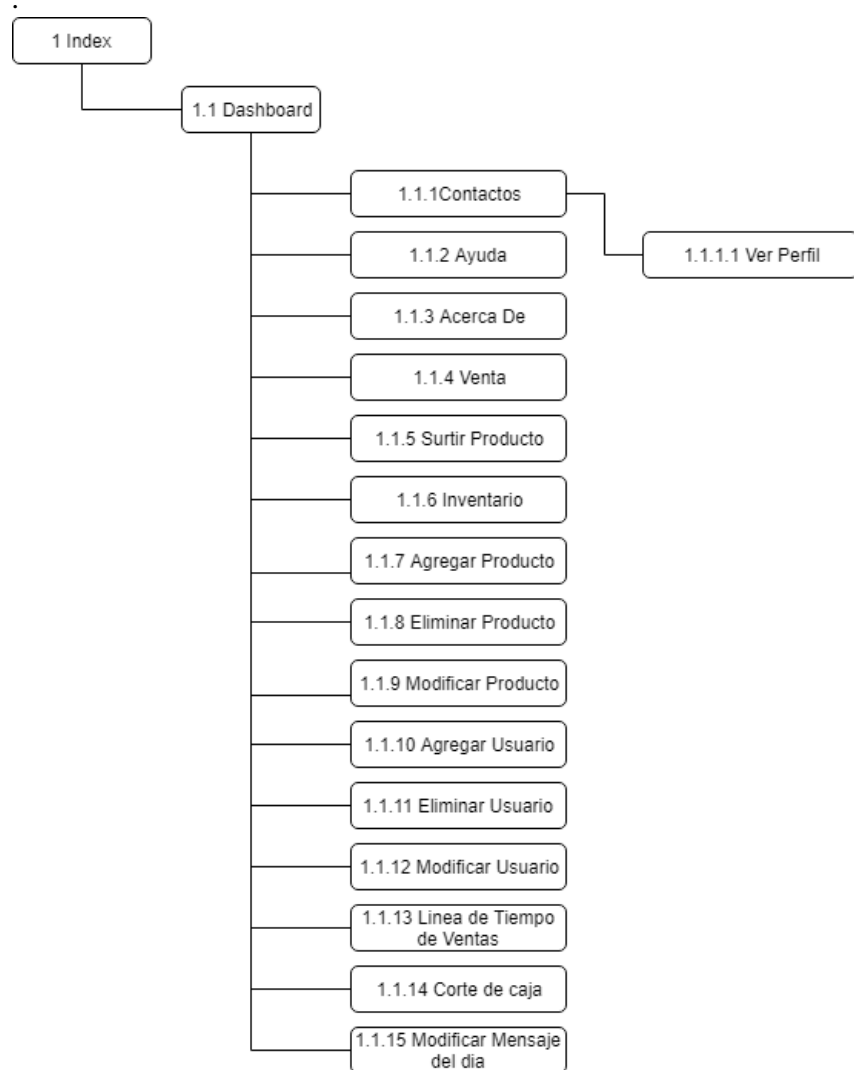 .
1 Index
1.1 Dashboard
1.1.1Contactos
1.1.2 Ayuda
1.1.1.1 Ver Perfil
1.1.3 Acerca De
1.1.4 Venta
1.1.5 Surtir Producto
1.1.6 Inventario
1.1.7 Agregar Producto
1.1.8 Eliminar Producto
1.1.9 Modificar Producto
1.1.10 Agregar Usuario
1.1.11 Eliminar Usuario
1.1.12 Modificar Usuario
1.1.13 Linea de Tiempo
de Ventas
1.1.14 Corte de caja
1.1.15 Modificar Mensaje
del dia